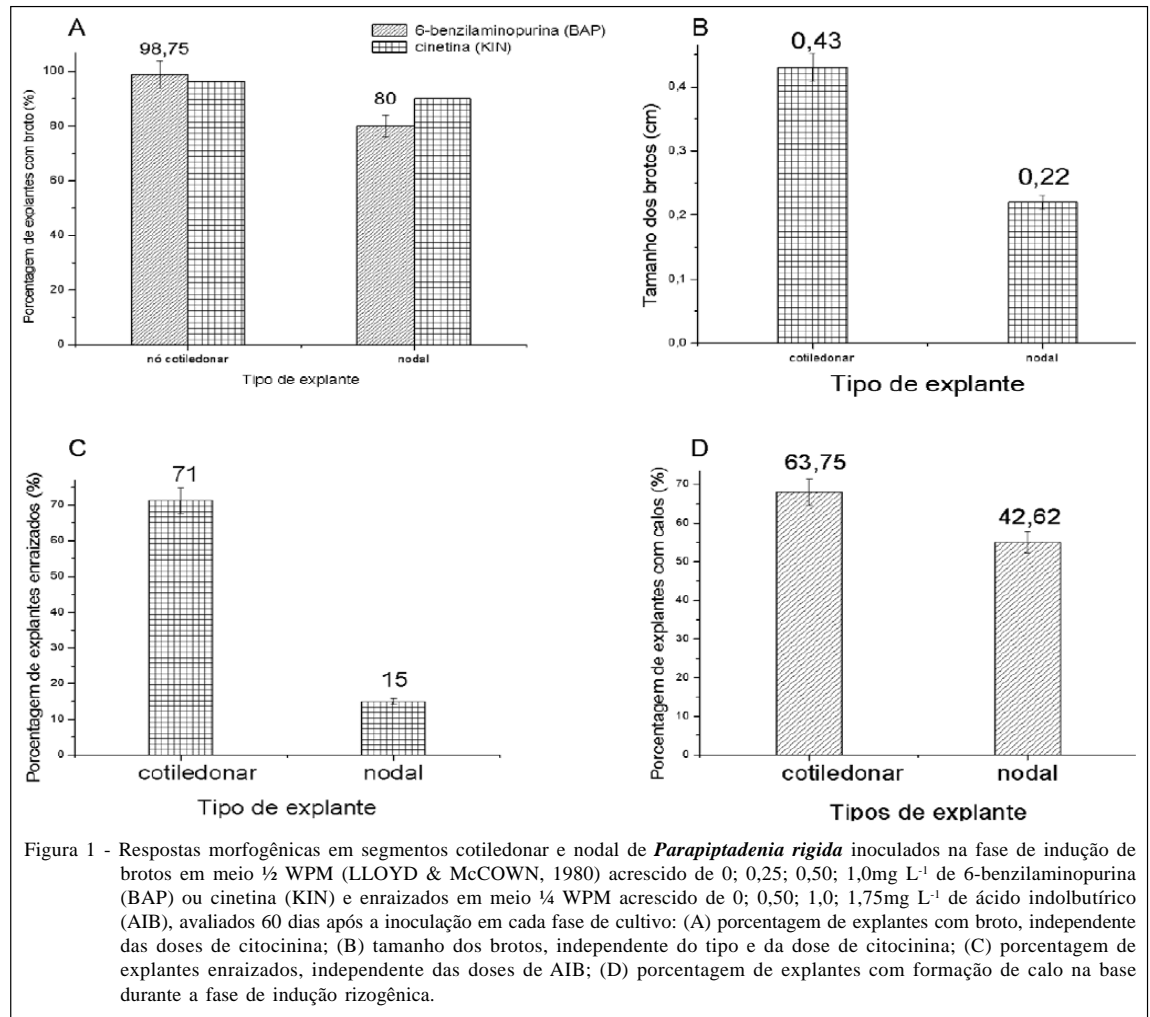 A
6-benzilaminopurina (BAP)
cinetina (KIN)
98,75
80
Porcentagem de explantes com broto (%)
100
80
60
40
20
0
nó cotiledonar
nodal
Tipo de explante
B
0,43
0,22
Tamanho dos brotos (cm)
0,4
0,3
0,2
0,1
0,0
cotiledonar
nodal
Tipo de explante
C
71
15
Porcentagem de explantes enraizados (%)
70
60
50
40
30
20
10
0
cotiledonar
nodal
Tipo de explante
D
63,75
42,62
Porcentagem de explantes com calos (%)
70
60
50
40
30
20
10
0
cotiledonar
nodal
Tipos de explante
Figura 1 - Respostas morfogênicas em segmentos cotiledonar e nodal de Parapiptadenia rigida inoculados na fase de indução de
brotos em meio ½ WPM (LLOYD & McCOWN, 1980) acrescido de 0; 0,25; 0,50; 1,0mg L-1 de 6-benzilaminopurina
(BAP) ou cinetina (KIN) e enraizados em meio ¼ WPM acrescido de 0; 0,50; 1,0; 1,75mg L-1 de ácido indolbutírico
(AIB), avaliados 60 dias após a inoculação em cada fase de cultivo: (A) porcentagem de explantes com broto, independente
das doses de citocinina; (B) tamanho dos brotos, independente do tipo e da dose de citocinina; (C) porcentagem de
explantes enraizados, independente das doses de AIB; (D) porcentagem de explantes com formação de calo na base
durante a fase de indução rizogênica.